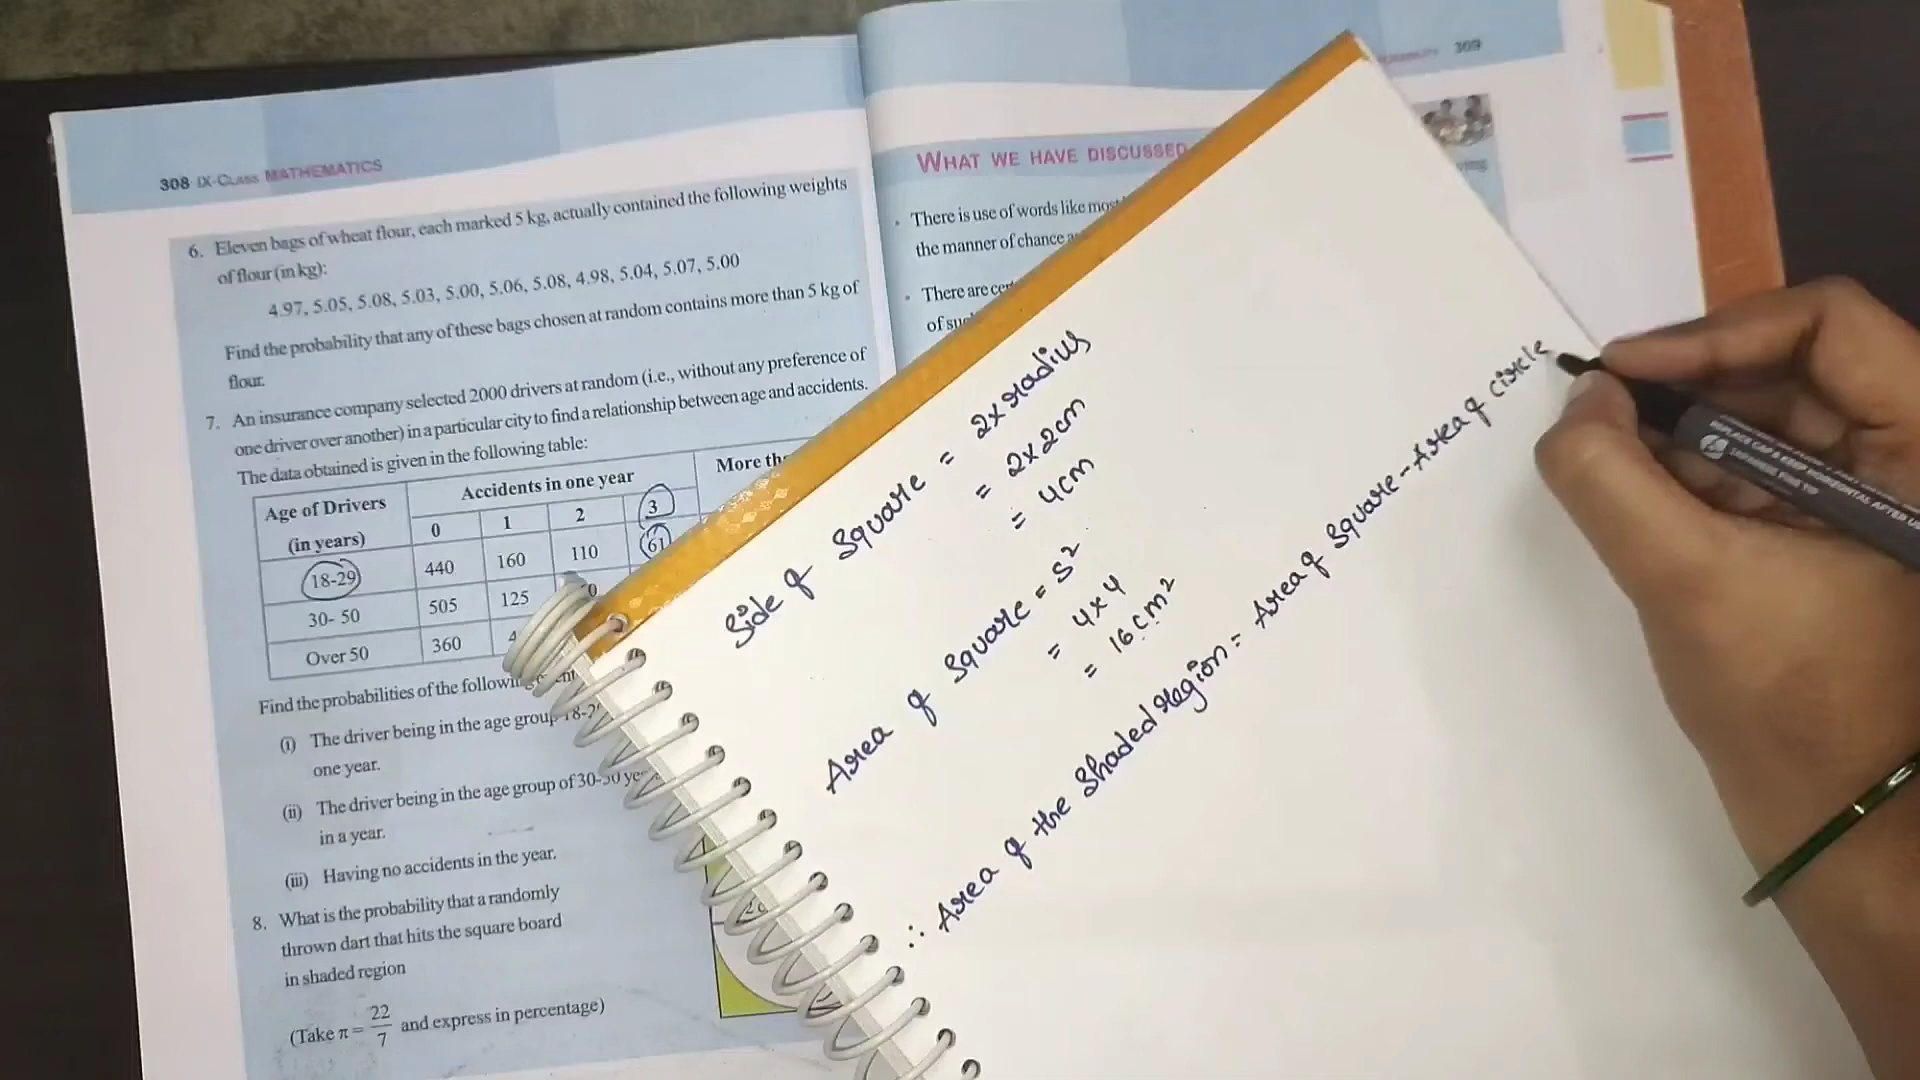 308 IX-CLASS MATHEMATICS
6. Eleven bags of wheat flour, each marked 5 kg, actually contained the following weights
of flour (in kg):
4.97, 5.05, 5.08, 5.03, 5.00, 5.06, 5.08, 4.98, 5.04, 5.07, 5.00
Find the probability that any of these bags chosen at random contains more than 5 kg of
flour.
7. An insurance company selected 2000 drivers at random (i.e., without any preference of
one driver over another) in a particular city to find a relationship between age and accidents.
The data obtained is given in the following table:
Age of Drivers
(in years)
Accidents in one year
More
0 1 2 3
18-29 440 160 110 61
30- 50 505 125
Over 50 360
Find the probabilities of the following
(i) The driver being in the age group
one year.
(ii) The driver being in the age group of 30-50
in a year.
(iii) Having no accidents in the year.
8. What is the probability that a randomly
thrown dart that hits the square board
in shaded region
(Take π = 22/7 and express in percentage)
309
WHAT WE HAVE DISCUSSED
• There is use of words like
the manner of chance
• There are
of
Side of Square = 2x radius
= 2x2cm
= 4cm
Area of Square = S²
= 4x4
= 16cm²
∴ Area of the Shaded region = Area of Square - Area of circle